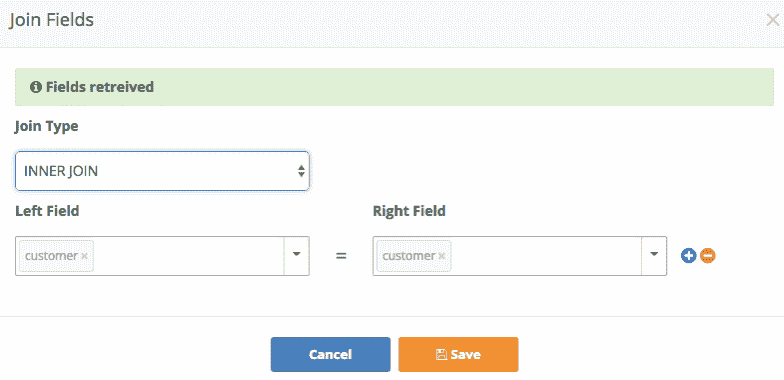 Join Fields
Fields retreived
Join Type
INNER JOIN
Left Field Right Field
customer × = customer ×
Cancel Save